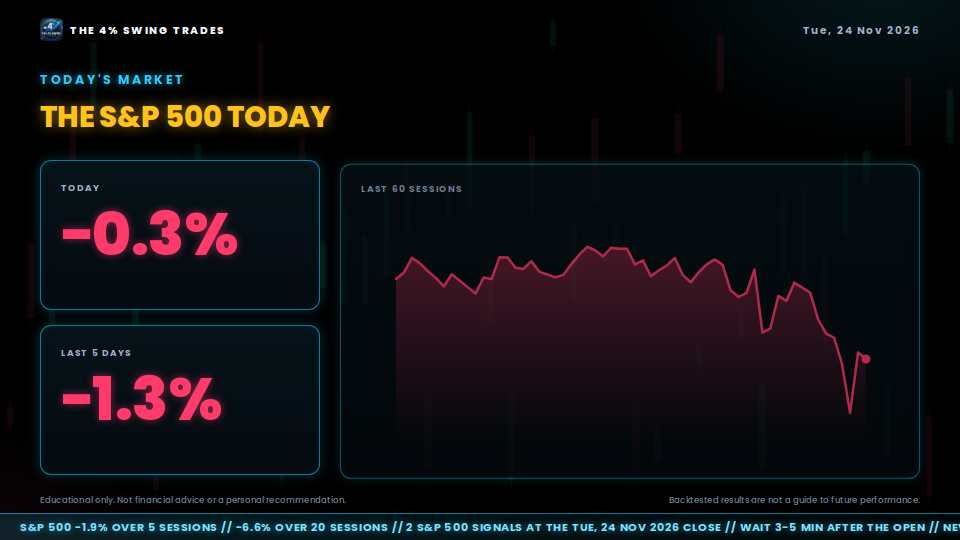 THE 4% SWING TRADES
Tue, 24 Nov 2026
TODAY'S MARKET
THE S&P 500 TODAY
TODAY
-0.3%
LAST 60 SESSIONS
LAST 5 DAYS
-1.3%
Educational only. Not financial advice or a personal recommendation.
Backtested results are not a guide to future performance.
S&P 500 -1.9% OVER 5 SESSIONS // -6.6% OVER 20 SESSIONS // 2 S&P 500 SIGNALS AT THE TUE, 24 NOV 2026 CLOSE // WAIT 3-5 MIN AFTER THE OPEN //